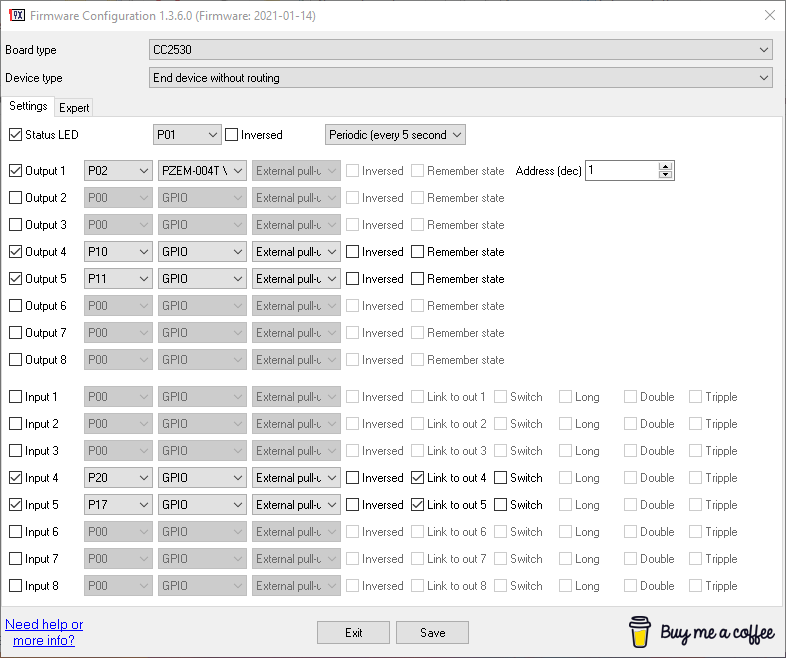 Firmware Configuration 1.3.6.0 (Firmware: 2021-01-14)
Board type CC2530
Device type End device without routing
Settings Expert
Status LED P01 Inversed Periodic (every 5 second
Output 1 P02 PZEM-004T V External pull-u Inversed Remember state Address (dec) 1
Output 2 P00 GPIO External pull-u Inversed Remember state
Output 3 P00 GPIO External pull-u Inversed Remember state
Output 4 P10 GPIO External pull-u Inversed Remember state
Output 5 P11 GPIO External pull-u Inversed Remember state
Output 6 P00 GPIO External pull-u Inversed Remember state
Output 7 P00 GPIO External pull-u Inversed Remember state
Output 8 P00 GPIO External pull-u Inversed Remember state
Input 1 P00 GPIO External pull-u Inversed Link to out 1 Switch Long Double Tripple
Input 2 P00 GPIO External pull-u Inversed Link to out 2 Switch Long Double Tripple
Input 3 P00 GPIO External pull-u Inversed Link to out 3 Switch Long Double Tripple
Input 4 P20 GPIO External pull-u Inversed Link to out 4 Switch Long Double Tripple
Input 5 P17 GPIO External pull-u Inversed Link to out 5 Switch Long Double Tripple
Input 6 P00 GPIO External pull-u Inversed Link to out 6 Switch Long Double Tripple
Input 7 P00 GPIO External pull-u Inversed Link to out 7 Switch Long Double Tripple
Input 8 P00 GPIO External pull-u Inversed Link to out 8 Switch Long Double Tripple
Need help or
more info?
Exit Save
Buy me a coffee